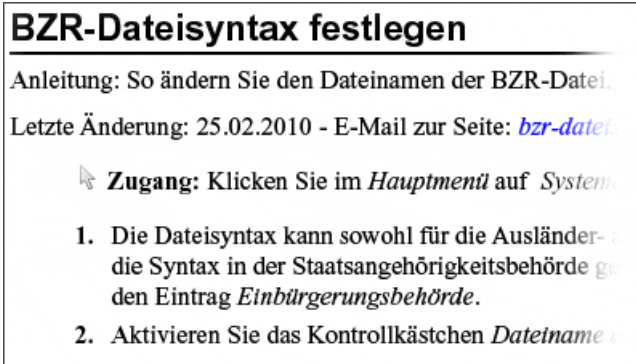 BZR-Dateisyntax festlegen
Anleitung: So ändern Sie den Dateinamen der BZR-Datei
Letzte Änderung: 25.02.2010 - E-Mail zur Seite: bzr-datei
Zugang: Klicken Sie im Hauptmenü auf System
1. Die Dateisyntax kann sowohl für die Ausländer-
die Syntax in der Staatsangehörigkeitsbehörde
den Eintrag Einbürgerungsbehörde.
2. Aktivieren Sie das Kontrollkästchen Dateiname